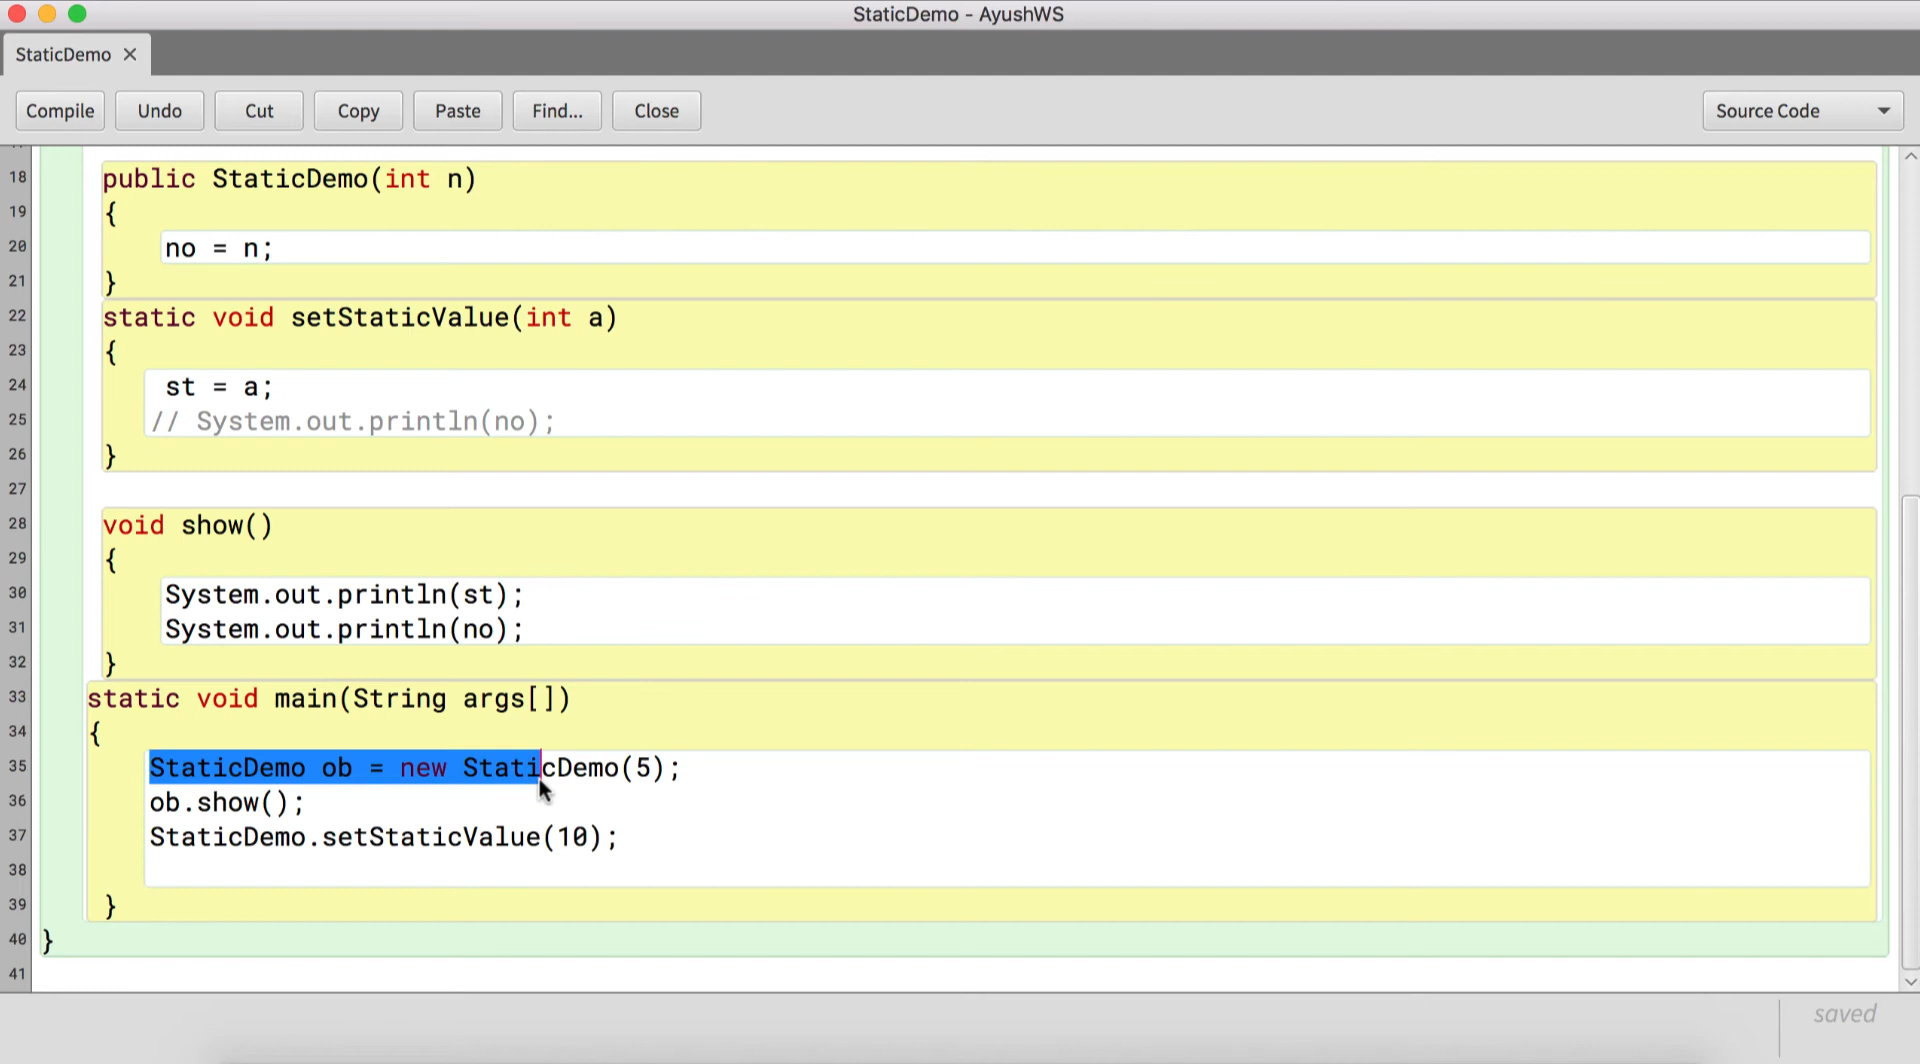 StaticDemo - AyushWS
StaticDemo ×
Compile Undo Cut Copy Paste Find... Close Source Code
18 public StaticDemo(int n)
19 {
20 no = n;
21 }
22 static void setStaticValue(int a)
23 {
24 st = a;
25 // System.out.println(no);
26 }
27
28 void show()
29 {
30 System.out.println(st);
31 System.out.println(no);
32 }
33 static void main(String args[])
34 {
35 StaticDemo ob = new StaticDemo(5);
36 ob.show();
37 StaticDemo.setStaticValue(10);
38
39 }
40 }
41
saved